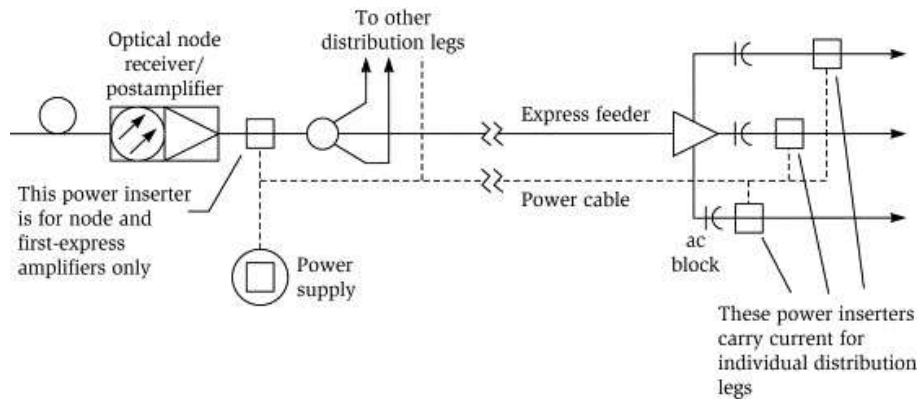 To other
distribution legs
Optical node
receiver/
postamplifier
Express feeder
This power inserter
is for node and
first-express
amplifiers only
Power cable
Power
supply
ac
block
These power inserters
carry current for
individual distribution
legs